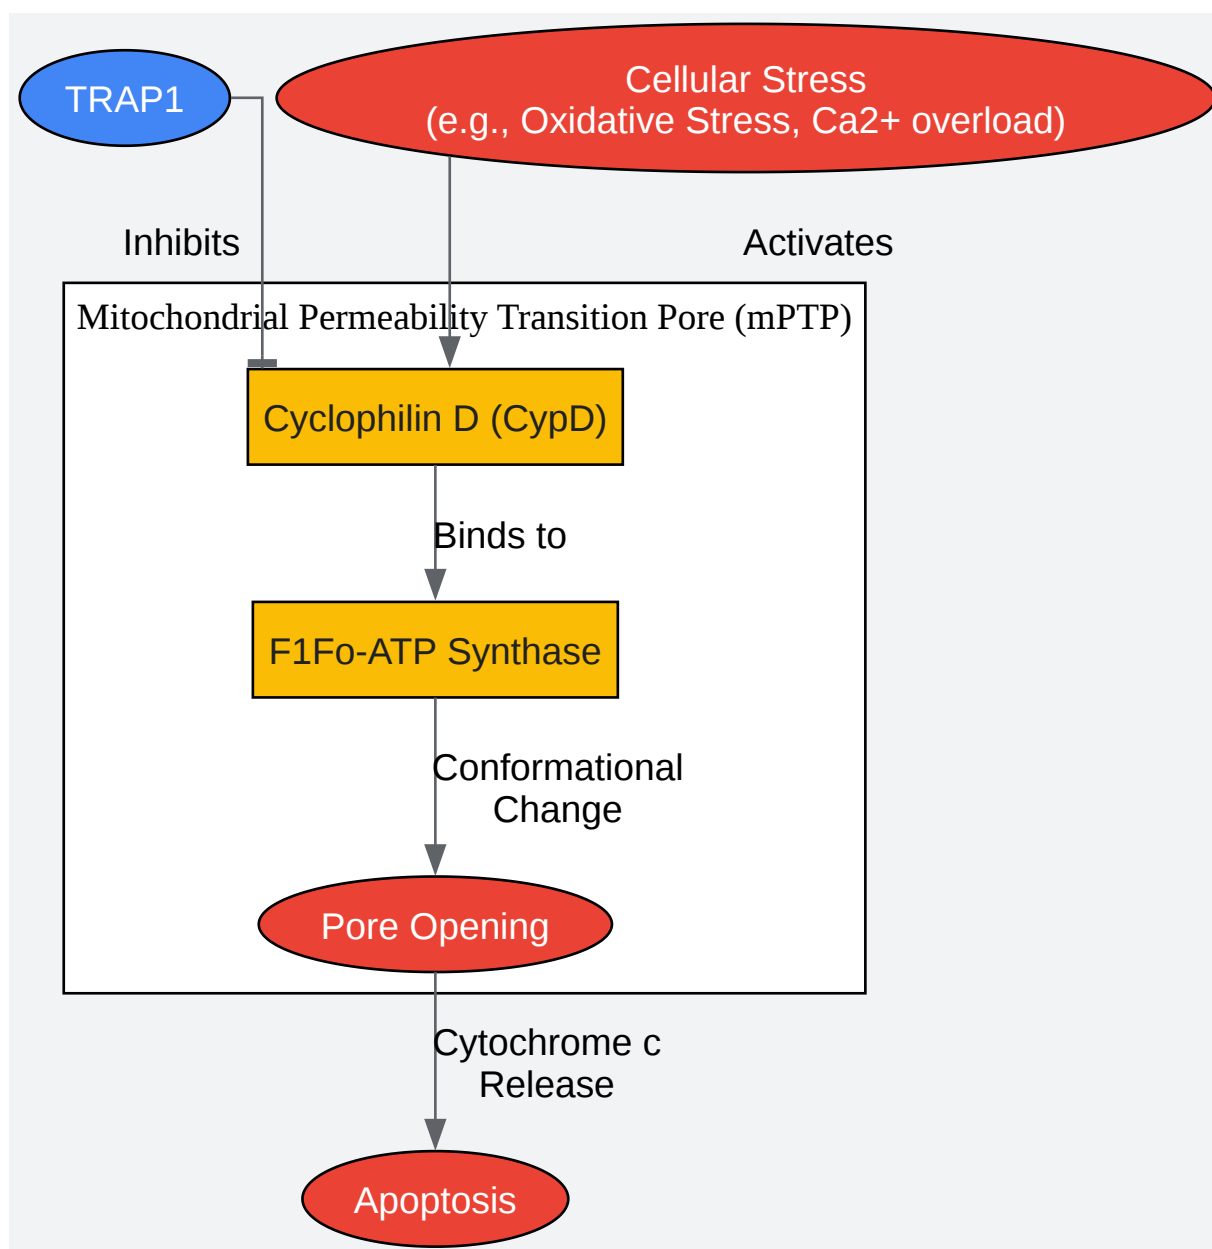 TRAP1
Cellular Stress
(e.g., Oxidative Stress, Ca2+ overload)
Inhibits
Activates
Mitochondrial Permeability Transition Pore (mPTP)
Cyclophilin D (CypD)
Binds to
F1Fo-ATP Synthase
Conformational
Change
Pore Opening
Cytochrome c
Release
Apoptosis